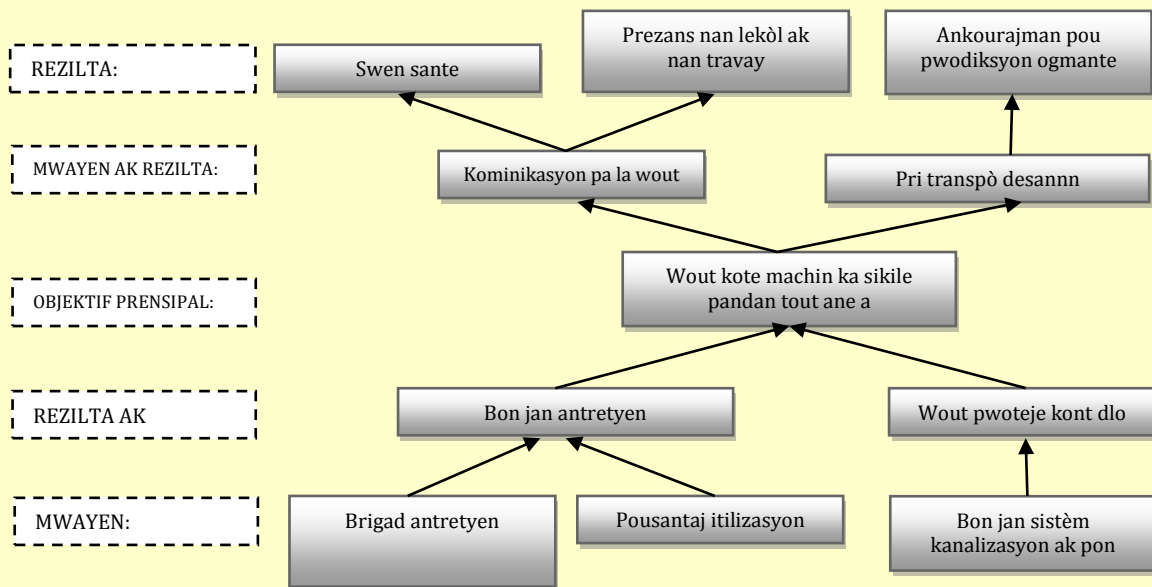 REZILTA:
Swen sante
Prezans nan lekòl ak
nan travay
Ankourajman pou
pwodiksyon ogmante
MWAYEN AK REZILTA:
Kominikasyon pa la wout
Pri transpò desannn
OBJEKTIF PRENSIPAL:
Wout kote machin ka sikile
pandan tout ane a
REZILTA AK
Bon jan antretyen
Wout pwoteje kont dlo
MWAYEN:
Brigad antretyen
Pousantaj itilizasyon
Bon jan sistèm
kanalizasyon ak pon